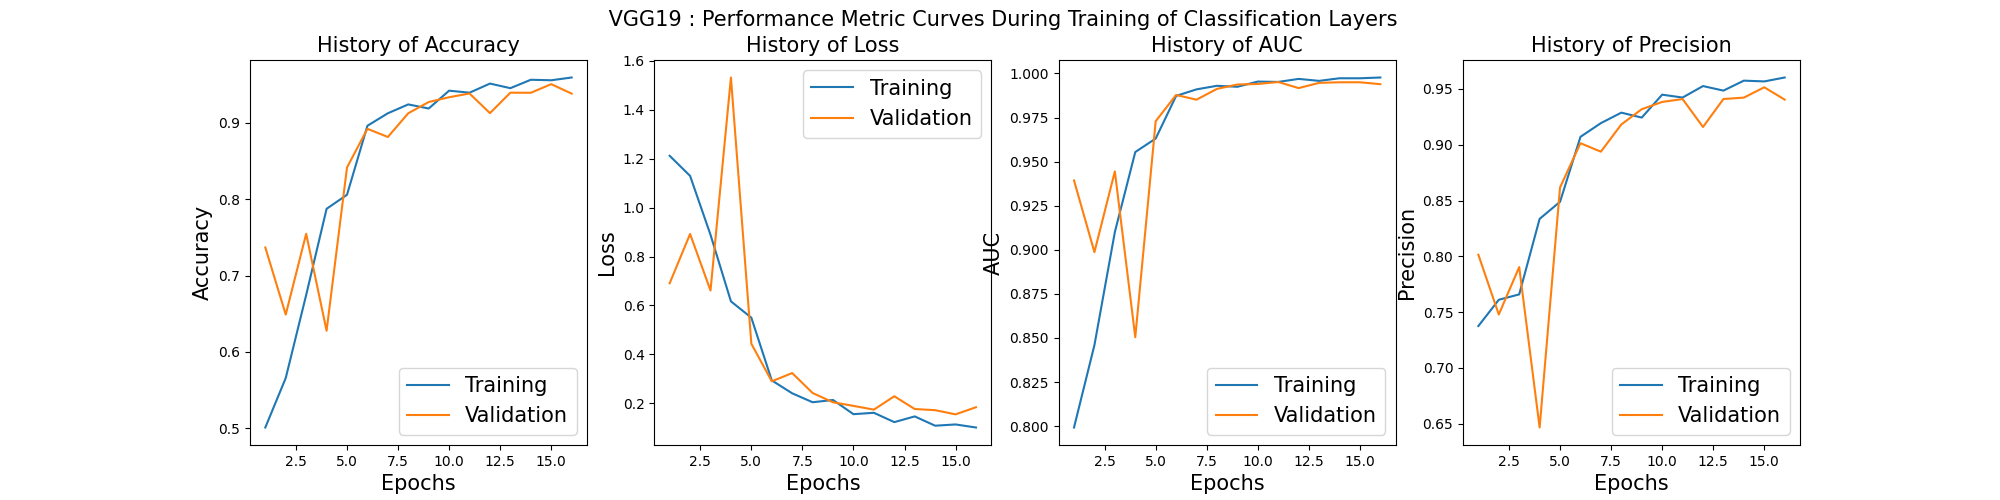 VGG19 : Performance Metric Curves During Training of Classification Layers
History of Accuracy
Accuracy
0.9
0.8
0.7
0.6
0.5
Training
Validation
2.5 5.0 7.5 10.0 12.5 15.0
Epochs
History of Loss
Loss
1.6
1.4
1.2
1.0
0.8
0.6
0.4
0.2
Training
Validation
2.5 5.0 7.5 10.0 12.5 15.0
Epochs
History of AUC
AUC
1.000
0.975
0.950
0.925
0.900
0.875
0.850
0.825
0.800
Training
Validation
2.5 5.0 7.5 10.0 12.5 15.0
Epochs
History of Precision
Precision
0.95
0.90
0.85
0.80
0.75
0.70
0.65
Training
Validation
2.5 5.0 7.5 10.0 12.5 15.0
Epochs